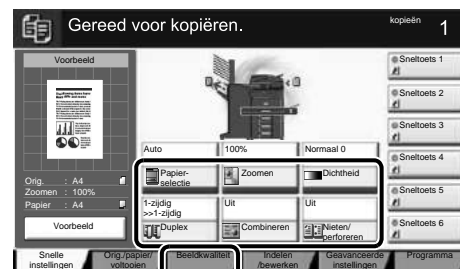 Gereed voor kopiëren.
kopieën 1
Voorbeeld
Orig. : A4
Zoomen : 100%
Papier : A4
Voorbeeld
Auto
100%
Normaal 0
Papier-
selectie
Zoomen
Dichtheid
1-zijdig
>>1-zijdig
Uit
Uit
Duplex
Combineren
Nieten/
perforeren
Sneltoets 1
Sneltoets 2
Sneltoets 3
Sneltoets 4
Sneltoets 5
Sneltoets 6
Snelle
instellingen
Orig./papier/
voltooien
Beeldkwaliteit
Indelen
/bewerken
Geavanceerde
instellingen
Programma